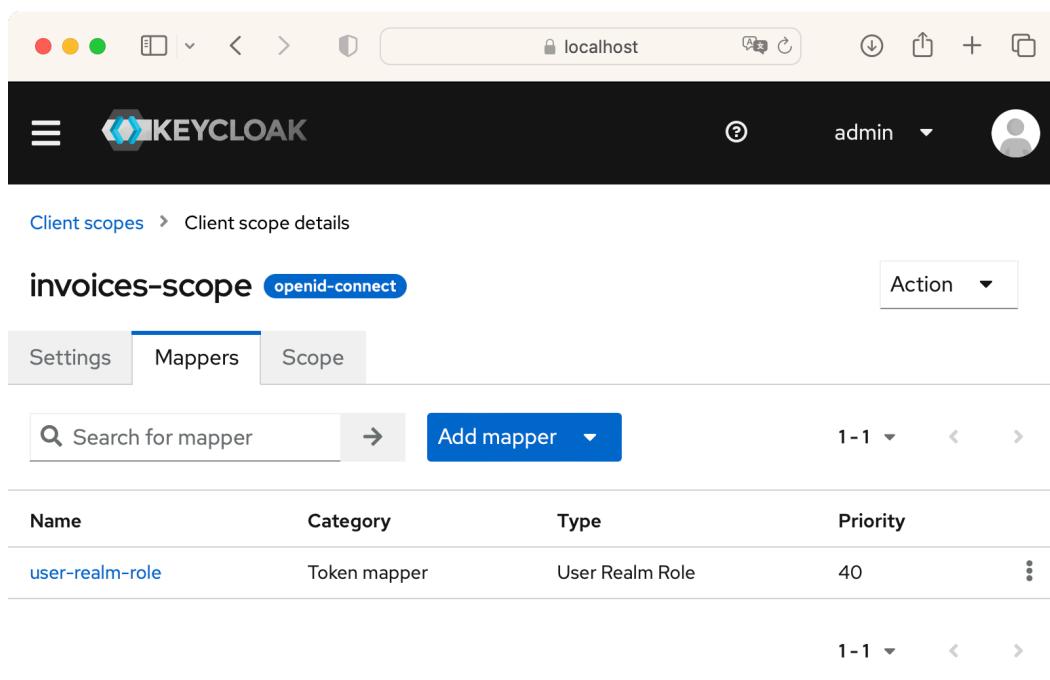 localhost
KEYCLOAK
admin
Client scopes > Client scope details
invoices-scope openid-connect
Action
Settings Mappers Scope
Search for mapper
Add mapper
1 - 1
Name Category Type Priority
user-realm-role Token mapper User Realm Role 40
1 - 1